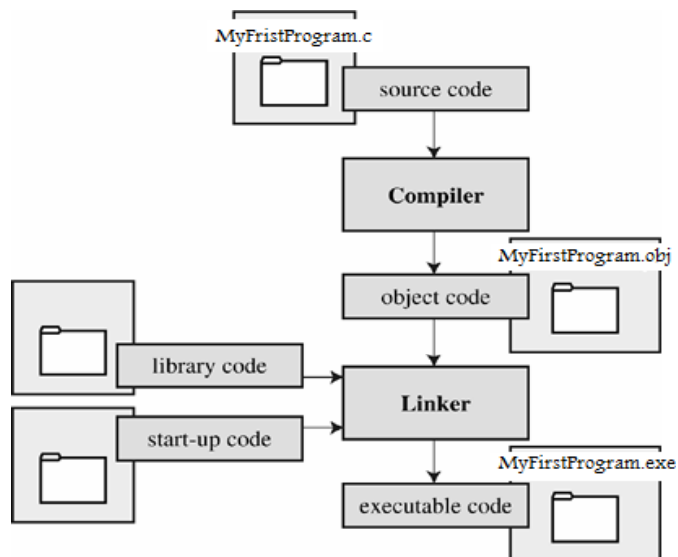 MyFristProgram.c
source code
Compiler
MyFirstProgram.obj
object code
library code
Linker
start-up code
MyFirstProgram.exe
executable code